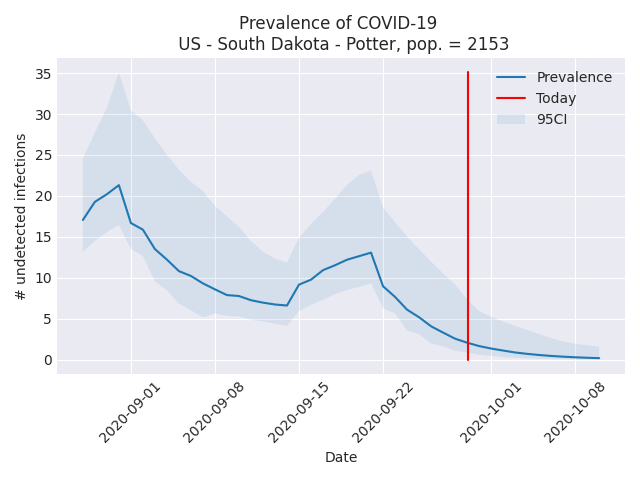 Prevalence of COVID-19
US - South Dakota - Potter, pop. = 2153
35
30
25
20
15
10
5
0
# undetected infections
Prevalence
Today
95CI
2020-09-01
2020-09-08
2020-09-15
2020-09-22
2020-10-01
2020-10-08
Date